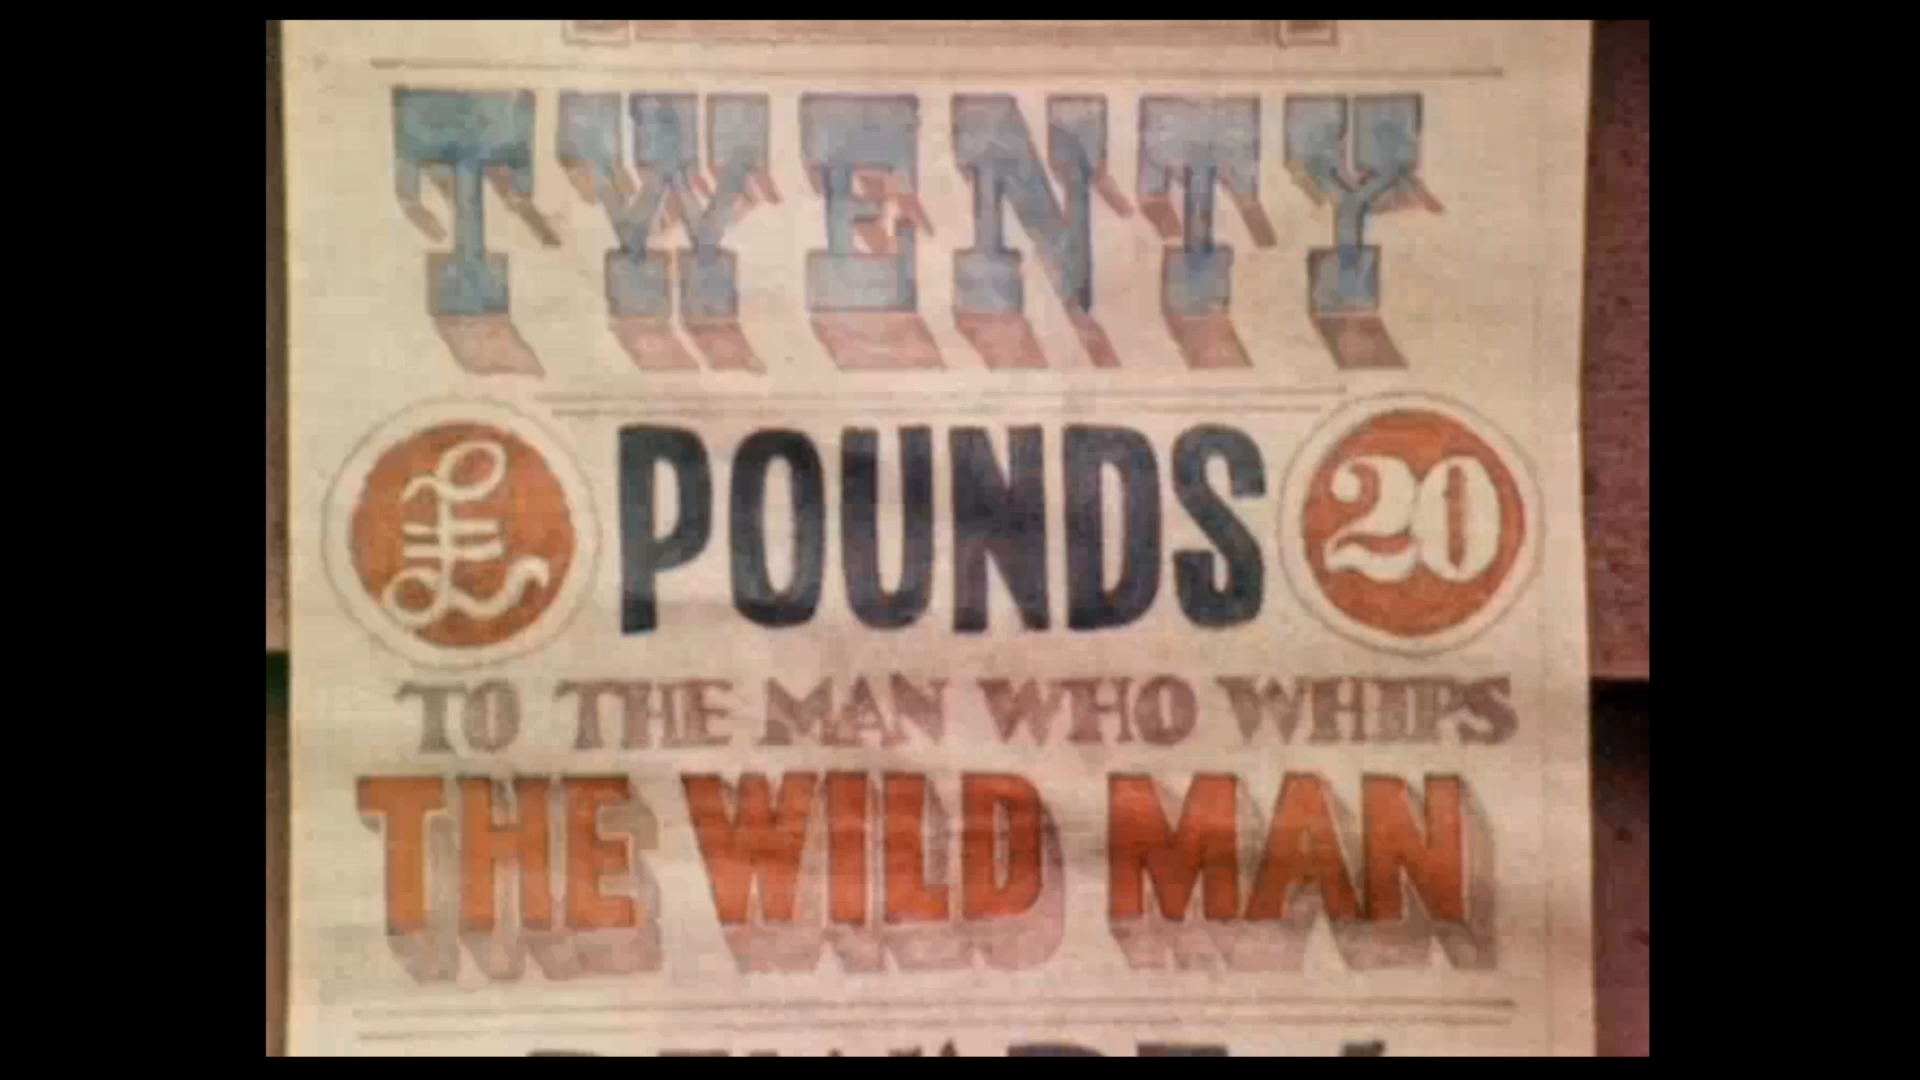 TWENTY
£ POUNDS 20
TO THE MAN WHO WHIPS
THE WILD MAN